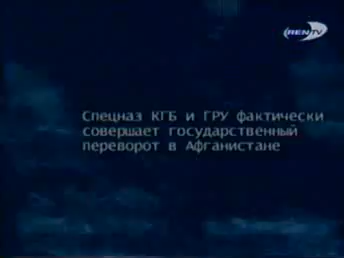 REN TV
Спецназ КГБ и ГРУ фактически
совершает государственный
переворот в Афганистане